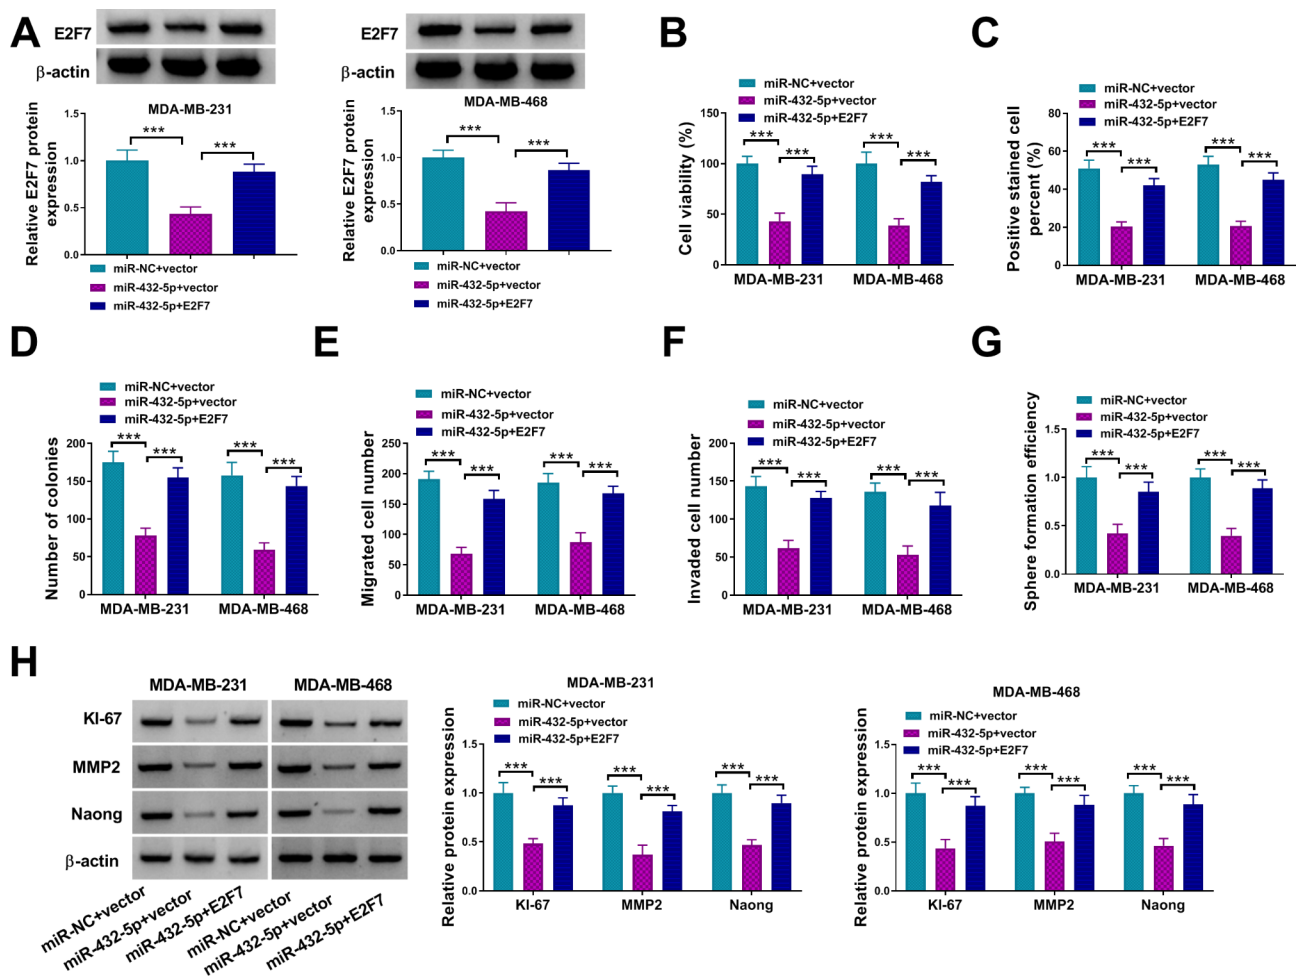 A
E2F7
β-actin
MDA-MB-231
***
***
Relative E2F7 protein
expression
1.5
1.0
0.5
0.0
miR-NC+vector
miR-432-5p+vector
miR-432-5p+E2F7
E2F7
β-actin
MDA-MB-468
***
***
Relative E2F7 protein
expression
1.5
1.0
0.5
0.0
miR-NC+vector
miR-432-5p+vector
miR-432-5p+E2F7
B
miR-NC+vector
miR-432-5p+vector
miR-432-5p+E2F7
Cell viability (%)
150
100
50
0
***
***
***
***
MDA-MB-231
MDA-MB-468
C
miR-NC+vector
miR-432-5p+vector
miR-432-5p+E2F7
Positive stained cell
percent (%)
80
60
40
20
0
***
***
***
***
MDA-MB-231
MDA-MB-468
D
miR-NC+vector
miR-432-5p+vector
miR-432-5p+E2F7
Number of colonies
200
150
100
50
0
***
***
***
***
MDA-MB-231
MDA-MB-468
E
miR-NC+vector
miR-432-5p+vector
miR-432-5p+E2F7
Migrated cell number
250
200
150
100
50
0
***
***
***
***
MDA-MB-231
MDA-MB-468
F
miR-NC+vector
miR-432-5p+vector
miR-432-5p+E2F7
Invaded cell number
200
150
100
50
0
***
***
***
***
MDA-MB-231
MDA-MB-468
G
miR-NC+vector
miR-432-5p+vector
miR-432-5p+E2F7
Sphere formation efficiency
1.5
1.0
0.5
0.0
***
***
***
***
MDA-MB-231
MDA-MB-468
H
MDA-MB-231
MDA-MB-468
KI-67
MMP2
Naong
β-actin
miR-NC+vector
miR-432-5p+vector
miR-432-5p+E2F7
miR-NC+vector
miR-432-5p+vector
miR-432-5p+E2F7
MDA-MB-231
miR-NC+vector
miR-432-5p+vector
miR-432-5p+E2F7
Relative protein expression
1.5
1.0
0.5
0.0
***
***
***
***
***
***
KI-67
MMP2
Naong
MDA-MB-468
miR-NC+vector
miR-432-5p+vector
miR-432-5p+E2F7
Relative protein expression
1.5
1.0
0.5
0.0
***
***
***
***
***
***
KI-67
MMP2
Naong